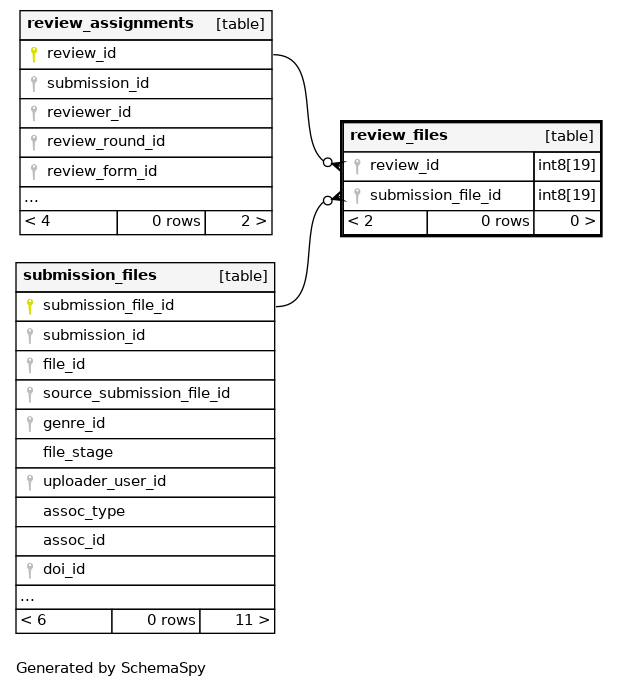 review_assignments [table]
review_id
submission_id
reviewer_id
review_round_id
review_form_id
...
< 4 0 rows 2 >
review_files [table]
review_id int8[19]
submission_file_id int8[19]
< 2 0 rows 0 >
submission_files [table]
submission_file_id
submission_id
file_id
source_submission_file_id
genre_id
file_stage
uploader_user_id
assoc_type
assoc_id
doi_id
...
< 6 0 rows 11 >
Generated by SchemaSpy